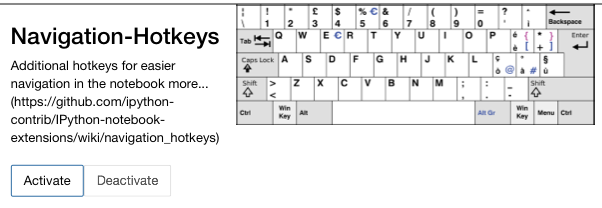 Navigation-Hotkeys
Additional hotkeys for easier
navigation in the notebook more...
(https://github.com/ipython-
contrib/IPython-notebook-
extensions/wiki/navigation_hotkeys)
Activate Deactivate
! " £ $ % € & / ( ) = ? ^ Backspace
\ 1 2 3 4 5 6 7 8 9 0 ' ì
Tab Q W E € R T Y U I O P é { * } Enter
è [ + ]
Caps Lock A S D F G H J K L ç ° §
ò @ à # ù
Shift > Z X C V B N M ; : _ Shift
< , . -
Ctrl Win Key Alt Alt Gr Win Key Menu Ctrl